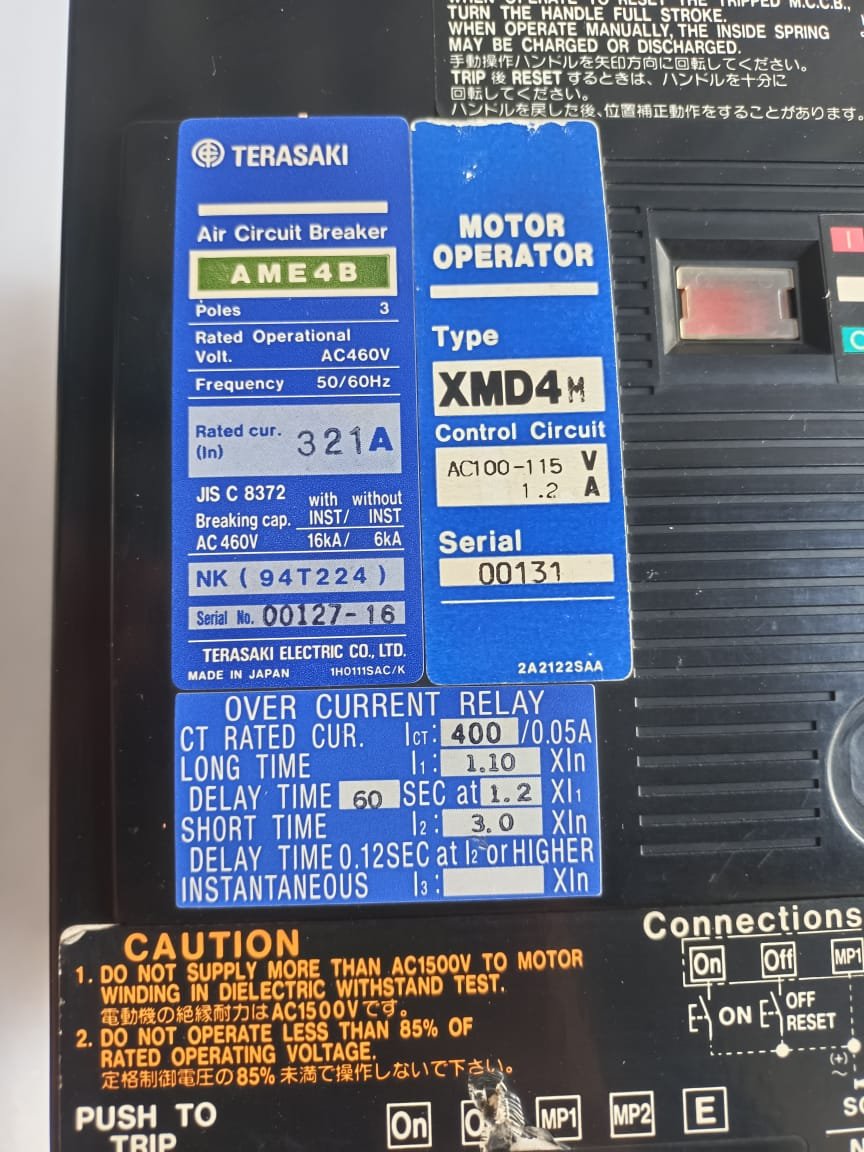 TURN THE HANDLE FULL STROKE.
WHEN OPERATE MANUALLY, THE INSIDE SPRING
MAY BE CHARGED OR DISCHARGED.
手動操作ハンドルを矢印方向に回転してください。
TRIP 後 RESET するときは、ハンドルを十分に
回転してください。
ハンドルを戻した後、位置補正動作をすることがあります。
TERASAKI
Air Circuit Breaker
AME4B
Poles 3
Rated Operational
Volt. AC460V
Frequency 50/60Hz
Rated cur.
(In) 321A
JIS C 8372 with without
Breaking cap. INST/ INST
AC 460V 16kA/ 6kA
NK (94T224)
Serial No. 00127-16
TERASAKI ELECTRIC CO., LTD.
MADE IN JAPAN 1H0111SAC/K
MOTOR
OPERATOR
Type
XMD4M
Control Circuit
AC100-115 V
1.2 A
Serial
00131
2A2122SAA
I
OVER CURRENT RELAY
CT RATED CUR. ICT: 400 /0.05A
LONG TIME I1: 1.10 XIn
DELAY TIME 60 SEC at 1.2 XI1
SHORT TIME I2: 3.0 XIn
DELAY TIME 0.12SEC at I2 or HIGHER
INSTANTANEOUS I3: XIn
CAUTION
1. DO NOT SUPPLY MORE THAN AC1500V TO MOTOR
WINDING IN DIELECTRIC WITHSTAND TEST.
電動機の絶縁耐力はAC1500Vです。
2. DO NOT OPERATE LESS THAN 85% OF
RATED OPERATING VOLTAGE.
定格制御電圧の85%未満で操作しないで下さい。
Connections
On Off MP1
ON OFF
RESET
(+)
~
PUSH TO
TRIP
On MP1 MP2 E